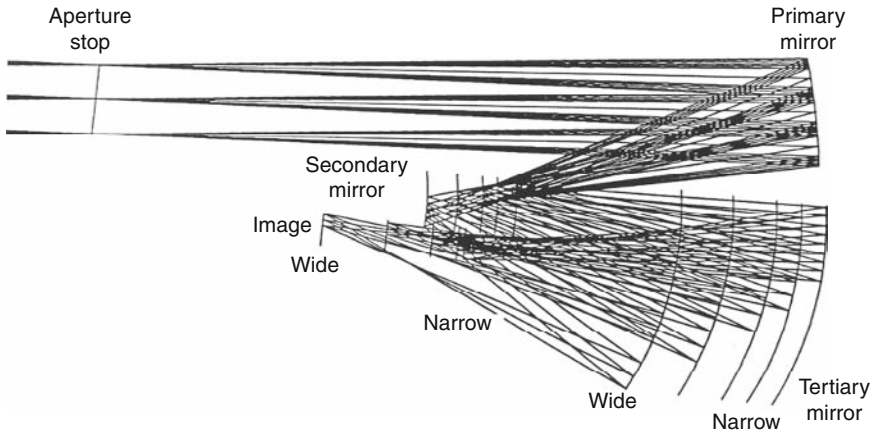 Aperture
stop
Primary
mirror
Secondary
mirror
Image
Wide
Narrow
Wide
Narrow
Tertiary
mirror